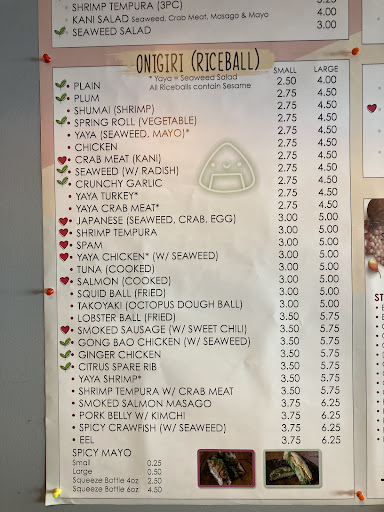 SHRIMP TEMPURA (3PC)
KANI SALAD Seaweed, Crab Meat, Masago & Mayo 4.00
SEAWEED SALAD 3.00
ONIGIRI (RICEBALL)
* Yaya = Seaweed Salad
All Riceballs contain Sesame
SMALL LARGE
• PLAIN 2.50 4.00
• PLUM 2.75 4.50
• SHUMAI (SHRIMP) 2.75 4.50
• SPRING ROLL (VEGETABLE) 2.75 4.50
• YAYA (SEAWEED, MAYO)* 2.75 4.50
• CHICKEN 2.75 4.50
• CRAB MEAT (KANI) 2.75 4.50
• SEAWEED (W/ RADISH) 2.75 4.50
• CRUNCHY GARLIC 2.75 4.50
• YAYA TURKEY* 2.75 4.50
• YAYA CRAB MEAT* 2.75 4.50
• JAPANESE (SEAWEED, CRAB, EGG) 3.00 5.00
• SHRIMP TEMPURA 3.00 5.00
• SPAM 3.00 5.00
• YAYA CHICKEN* (W/ SEAWEED) 3.00 5.00
• TUNA (COOKED) 3.00 5.00
• SALMON (COOKED) 3.00 5.00
• SQUID BALL (FRIED) 3.00 5.00
• TAKOYAKI (OCTOPUS DOUGH BALL) 3.00 5.00
• LOBSTER BALL (FRIED) 3.50 5.75
• SMOKED SAUSAGE (W/ SWEET CHILI) 3.50 5.75
• GONG BAO CHICKEN (W/ SEAWEED) 3.50 5.75
• GINGER CHICKEN 3.50 5.75
• CITRUS SPARE RIB 3.50 5.75
• YAYA SHRIMP* 3.50 5.75
• SHRIMP TEMPURA W/ CRAB MEAT 3.50 5.75
• SMOKED SALMON MASAGO 3.75 6.25
• PORK BELLY W/ KIMCHI 3.75 6.25
• SPICY CRAWFISH (W/ SEAWEED) 3.75 6.25
• EEL 3.75 6.25
SPICY MAYO
Small 0.25
Large 0.50
Squeeze Bottle 4oz 2.50
Squeeze Bottle 6oz 4.50